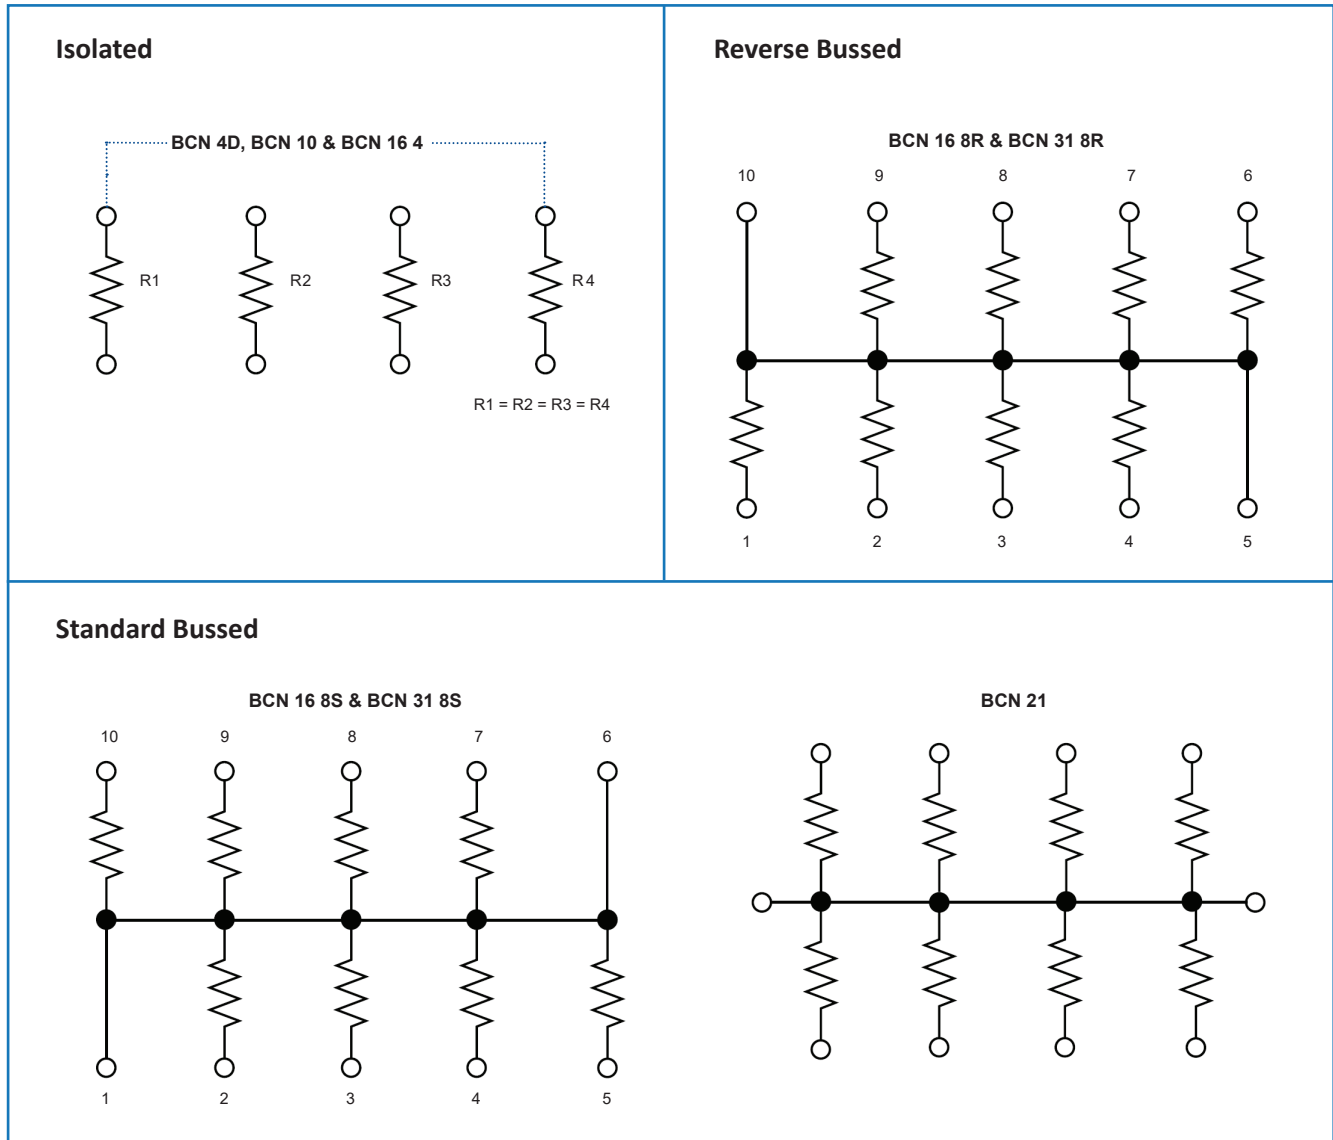 Isolated
BCN 4D, BCN 10 & BCN 16 4
R1 R2 R3 R4
R1 = R2 = R3 = R4
Reverse Bussed
BCN 16 8R & BCN 31 8R
10 9 8 7 6
1 2 3 4 5
Standard Bussed
BCN 16 8S & BCN 31 8S
10 9 8 7 6
1 2 3 4 5
BCN 21